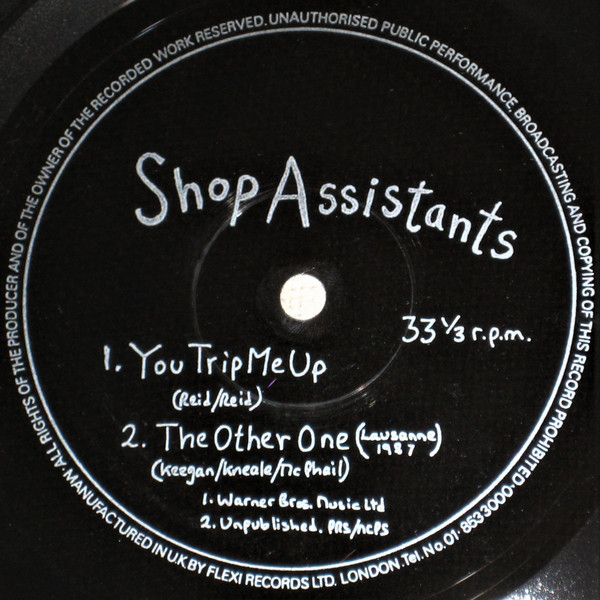 ALL RIGHTS OF THE PRODUCER AND OF THE OWNER OF THE RECORDED WORK RESERVED. UNAUTHORISED PUBLIC PERFORMANCE, BROADCASTING AND COPYING OF THIS RECORD PROHIBITED·
Shop Assistants
33 ⅓ r.p.m.
1. You Trip Me Up
(Reid/Reid)
2. The Other One (Lausanne 1987)
(Keegan/Kneale/McPhail)
1. Warner Bros. Music Ltd
2. Unpublished. PRS/MCPS
MANUFACTURED IN U.K BY FLEXI RECORDS LTD. LONDON. Tel. No. 01·853 3000·